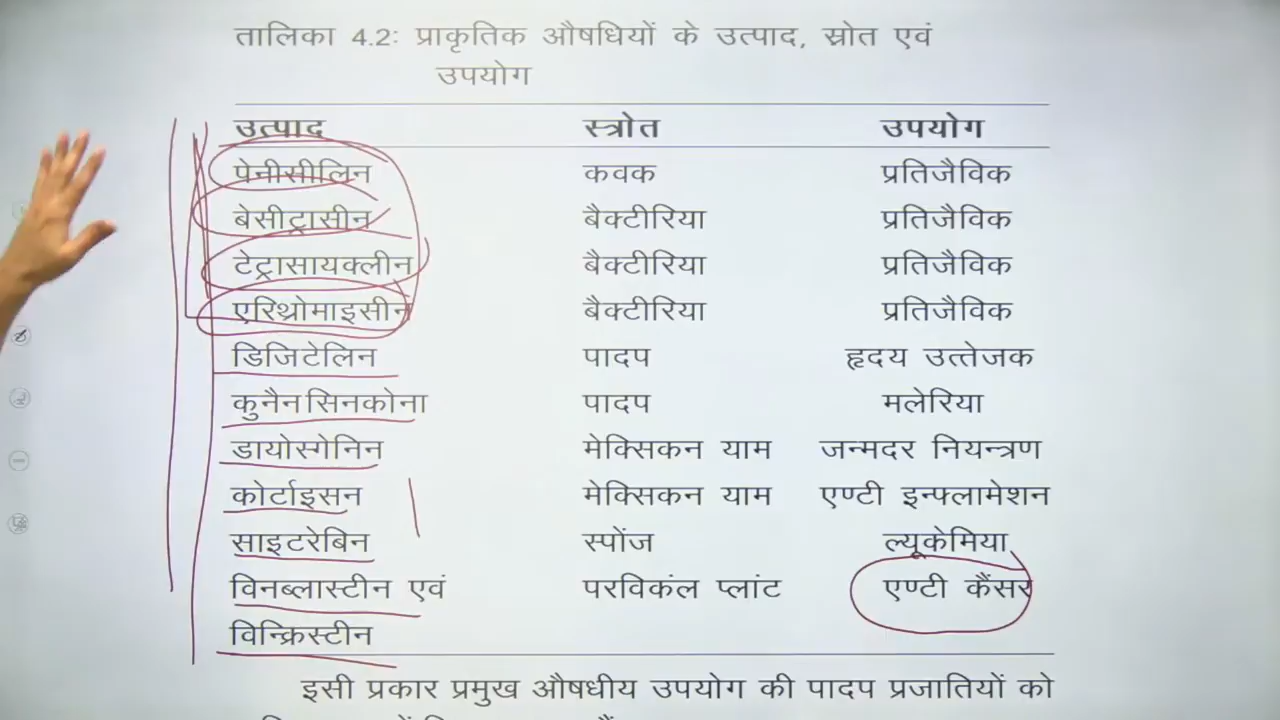 तालिका 4.2: प्राकृतिक औषधियों के उत्पाद, स्रोत एवं
उपयोग
उत्पाद स्त्रोत उपयोग
पेनीसीलिन कवक प्रतिजैविक
बेसीट्रासीन बैक्टीरिया प्रतिजैविक
टेट्रासायक्लीन बैक्टीरिया प्रतिजैविक
एरिथ्रोमाइसीन बैक्टीरिया प्रतिजैविक
डिजिटेलिन पादप हृदय उत्तेजक
कुनैन सिनकोना पादप मलेरिया
डायोस्गेनिन मेक्सिकन याम जन्मदर नियन्त्रण
कोर्टाइसन मेक्सिकन याम एण्टी इन्फ्लामेशन
साइटरेबिन स्पोंज ल्यूकेमिया
विनब्लास्टीन एवं परविकंल प्लांट एण्टी कैंसर
विन्क्रिस्टीन
इसी प्रकार प्रमुख औषधीय उपयोग की पादप प्रजातियों को